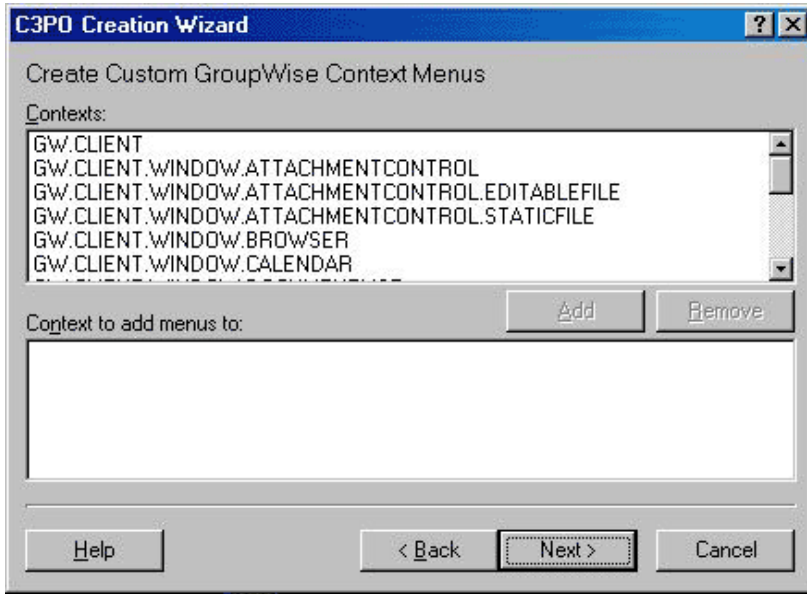 C3PO Creation Wizard
Create Custom GroupWise Context Menus
Contexts:
GW.CLIENT
GW.CLIENT.WINDOW.ATTACHMENTCONTROL
GW.CLIENT.WINDOW.ATTACHMENTCONTROL.EDITABLEFILE
GW.CLIENT.WINDOW.ATTACHMENTCONTROL.STATICFILE
GW.CLIENT.WINDOW.BROWSER
GW.CLIENT.WINDOW.CALENDAR
Add Remove
Context to add menus to:
Help < Back Next > Cancel